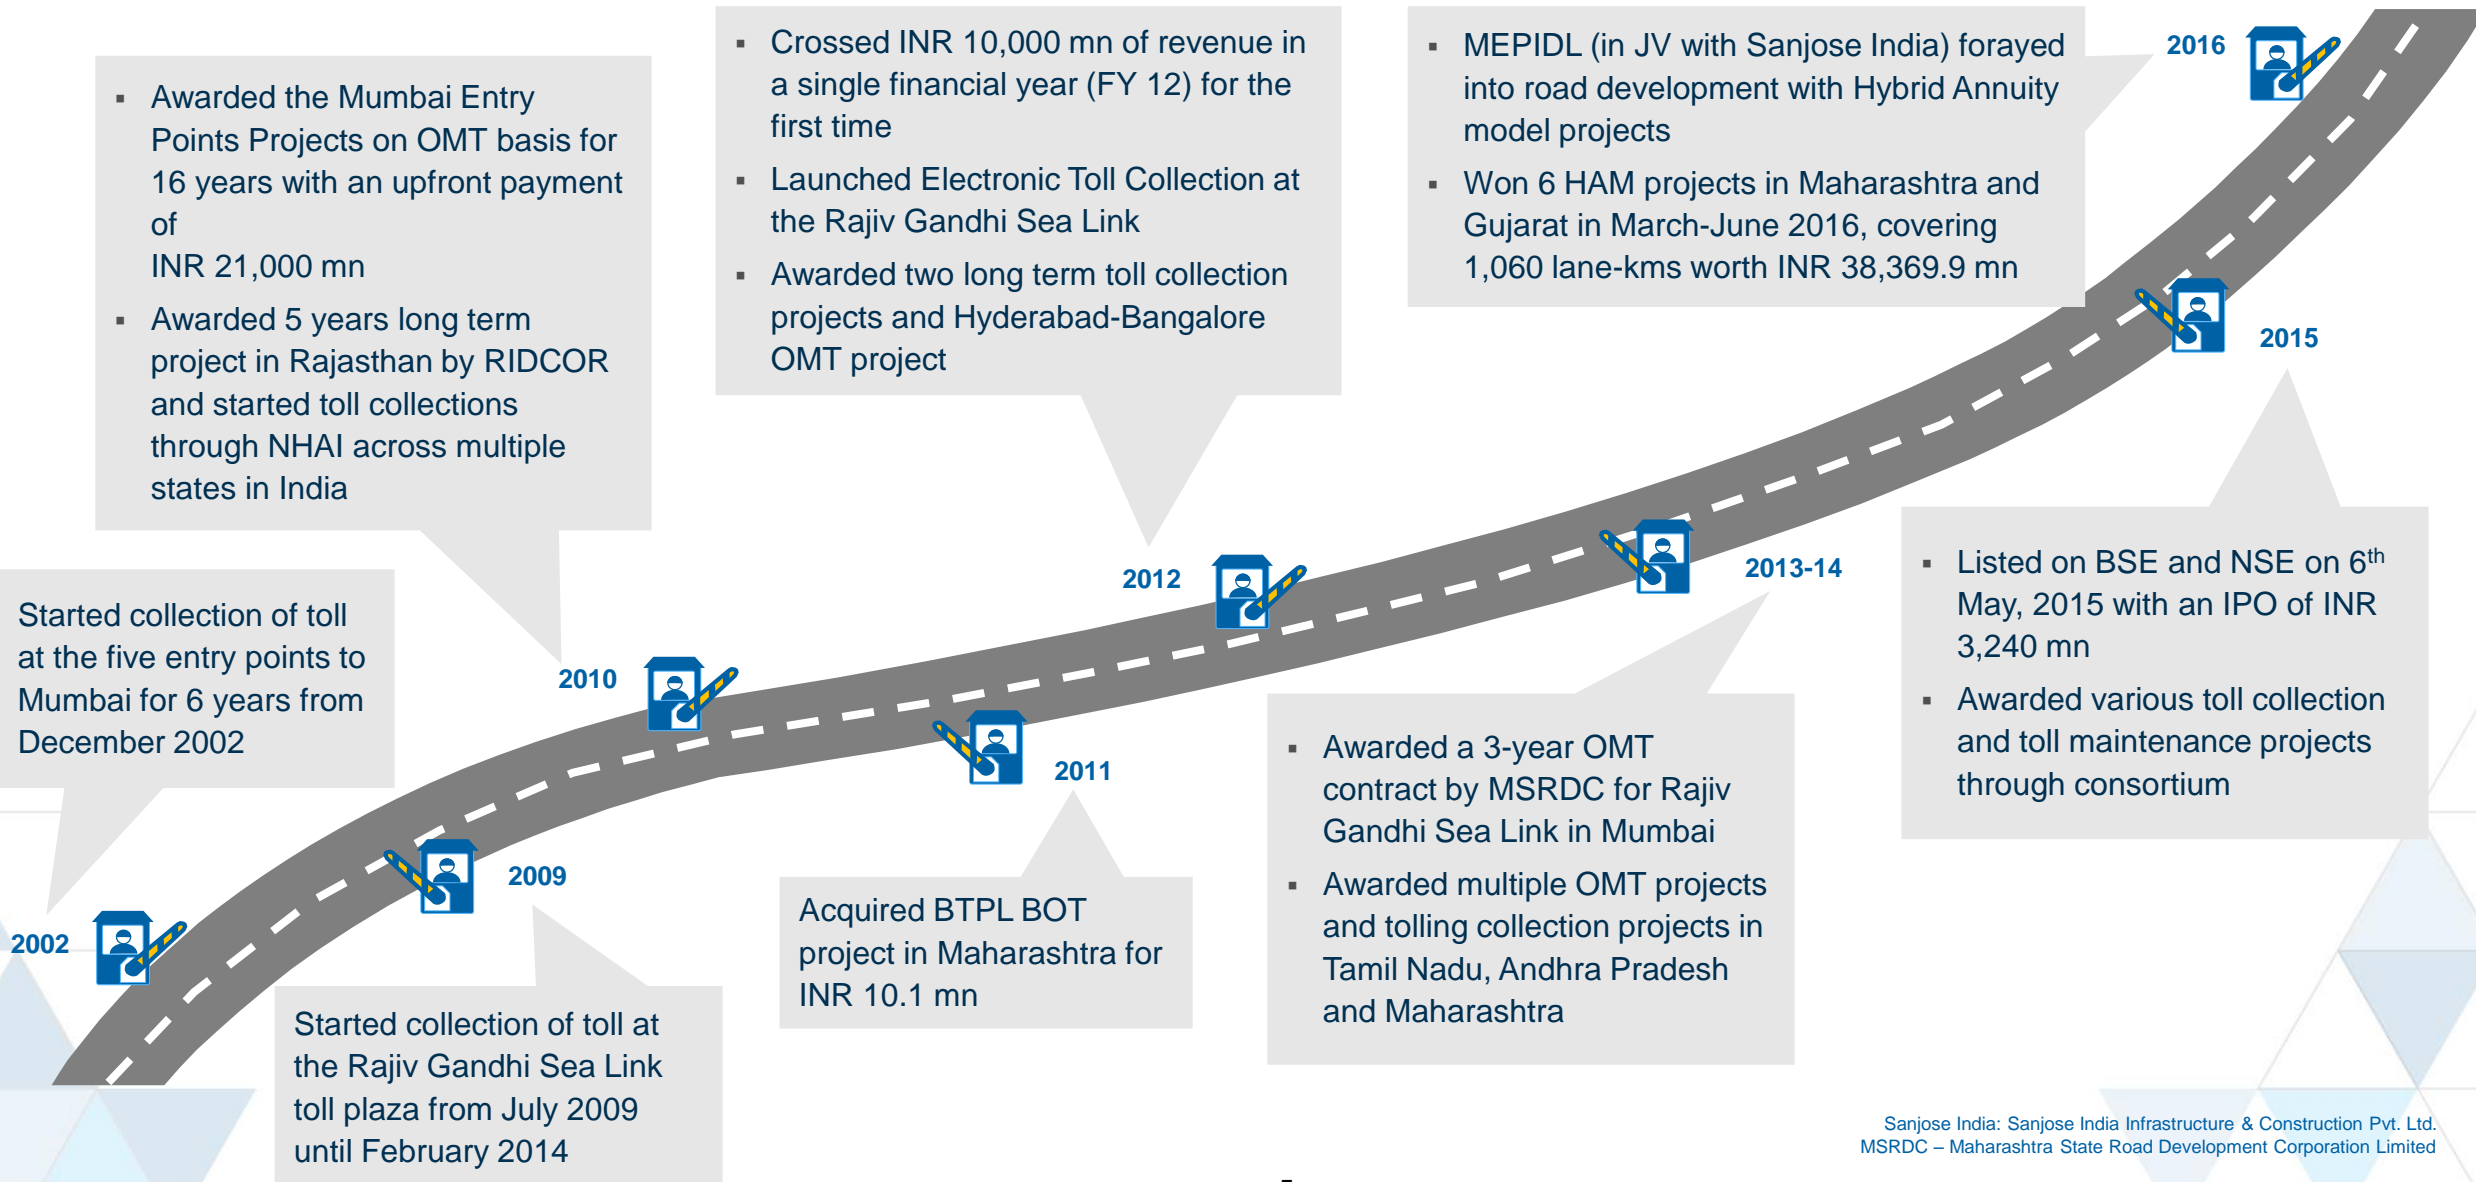 2002
Started collection of toll
at the five entry points to
Mumbai for 6 years from
December 2002
2009
Started collection of toll at
the Rajiv Gandhi Sea Link
toll plaza from July 2009
until February 2014
2010
▪ Awarded the Mumbai Entry
Points Projects on OMT basis for
16 years with an upfront payment
of
INR 21,000 mn
▪ Awarded 5 years long term
project in Rajasthan by RIDCOR
and started toll collections
through NHAI across multiple
states in India
2011
Acquired BTPL BOT
project in Maharashtra for
INR 10.1 mn
2012
▪ Crossed INR 10,000 mn of revenue in
a single financial year (FY 12) for the
first time
▪ Launched Electronic Toll Collection at
the Rajiv Gandhi Sea Link
▪ Awarded two long term toll collection
projects and Hyderabad-Bangalore
OMT project
2013-14
▪ Awarded a 3-year OMT
contract by MSRDC for Rajiv
Gandhi Sea Link in Mumbai
▪ Awarded multiple OMT projects
and tolling collection projects in
Tamil Nadu, Andhra Pradesh
and Maharashtra
2015
▪ Listed on BSE and NSE on 6th
May, 2015 with an IPO of INR
3,240 mn
▪ Awarded various toll collection
and toll maintenance projects
through consortium
2016
▪ MEPIDL (in JV with Sanjose India) forayed
into road development with Hybrid Annuity
model projects
▪ Won 6 HAM projects in Maharashtra and
Gujarat in March-June 2016, covering
1,060 lane-kms worth INR 38,369.9 mn
Sanjose India: Sanjose India Infrastructure & Construction Pvt. Ltd.
MSRDC – Maharashtra State Road Development Corporation Limited